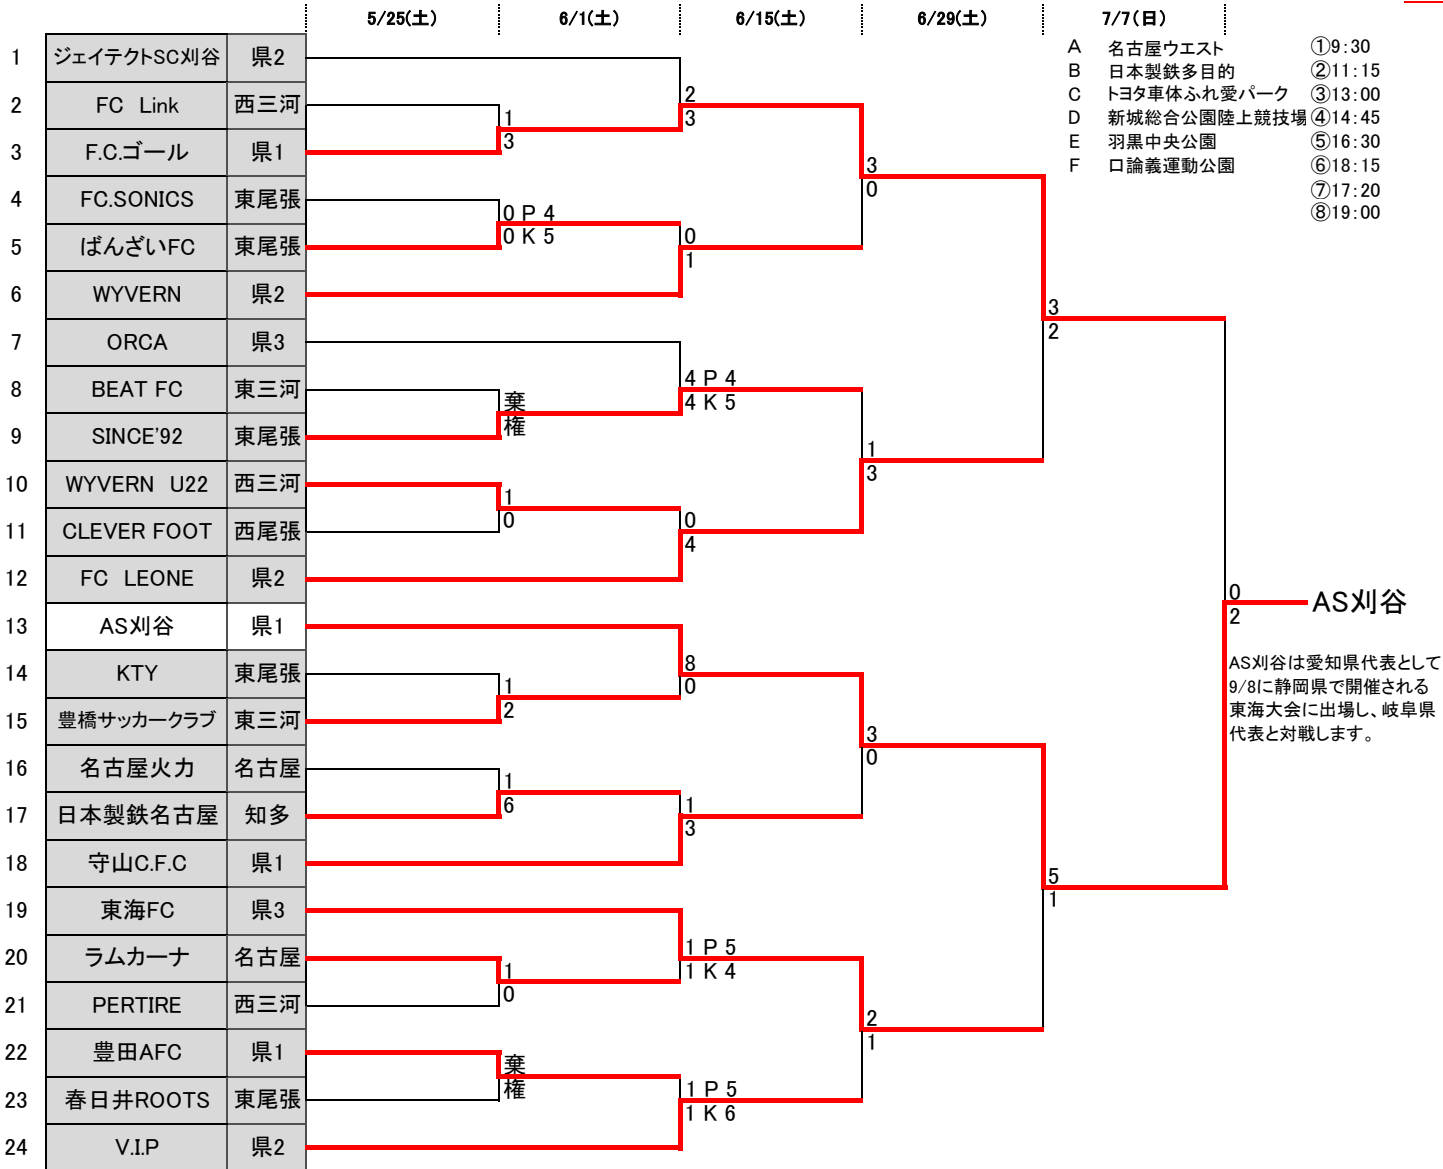 5/25(土) 6/1(土) 6/15(土) 6/29(土) 7/7(日)
A 名古屋ウエスト ①9:30
B 日本製鉄多目的 ②11:15
C トヨタ車体ふれ愛パーク ③13:00
D 新城総合公園陸上競技場 ④14:45
E 羽黒中央公園 ⑤16:30
F 口論義運動公園 ⑥18:15
⑦17:20
⑧19:00
1 ジェイテクトSC刈谷 県2
2 FC Link 西三河
3 F.C.ゴール 県1
4 FC.SONICS 東尾張
5 ばんざいFC 東尾張
6 WYVERN 県2
7 ORCA 県3
8 BEAT FC 東三河
9 SINCE'92 東尾張
10 WYVERN U22 西三河
11 CLEVER FOOT 西尾張
12 FC LEONE 県2
13 AS刈谷 県1
14 KTY 東尾張
15 豊橋サッカークラブ 東三河
16 名古屋火力 名古屋
17 日本製鉄名古屋 知多
18 守山C.F.C 県1
19 東海FC 県3
20 ラムカーナ 名古屋
21 PERTIRE 西三河
22 豊田AFC 県1
23 春日井ROOTS 東尾張
24 V.I.P 県2
1
3
0 P 4
0 K 5
棄
権
1
0
1
2
1
6
1
0
棄
権
2
3
0
1
4 P 4
4 K 5
0
4
8
0
1
3
1 P 5
1 K 4
1 P 5
1 K 6
3
0
1
3
3
0
2
1
3
2
5
1
0
2
AS刈谷
AS刈谷は愛知県代表として
9/8に静岡県で開催される
東海大会に出場し、岐阜県
代表と対戦します。